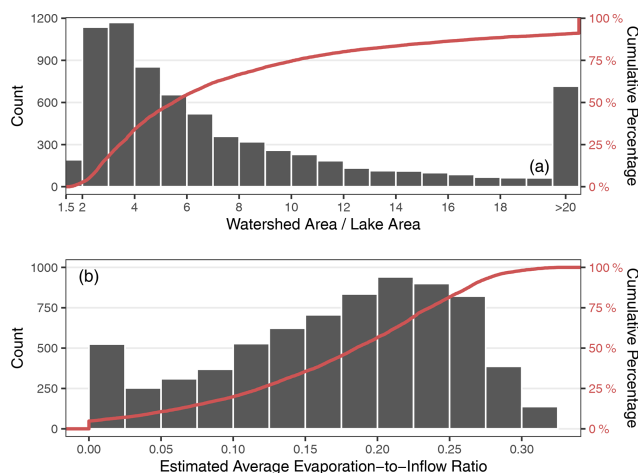 1200
900
600
300
0
Count
100 %
75 %
50 %
25 %
0 %
Cumulative Percentage
(a)
1.5 2 4 6 8 10 12 14 16 18 >20
Watershed Area / Lake Area
1000
750
500
250
0
Count
(b)
100 %
75 %
50 %
25 %
0 %
Cumulative Percentage
0.00 0.05 0.10 0.15 0.20 0.25 0.30
Estimated Average Evaporation−to−Inflow Ratio